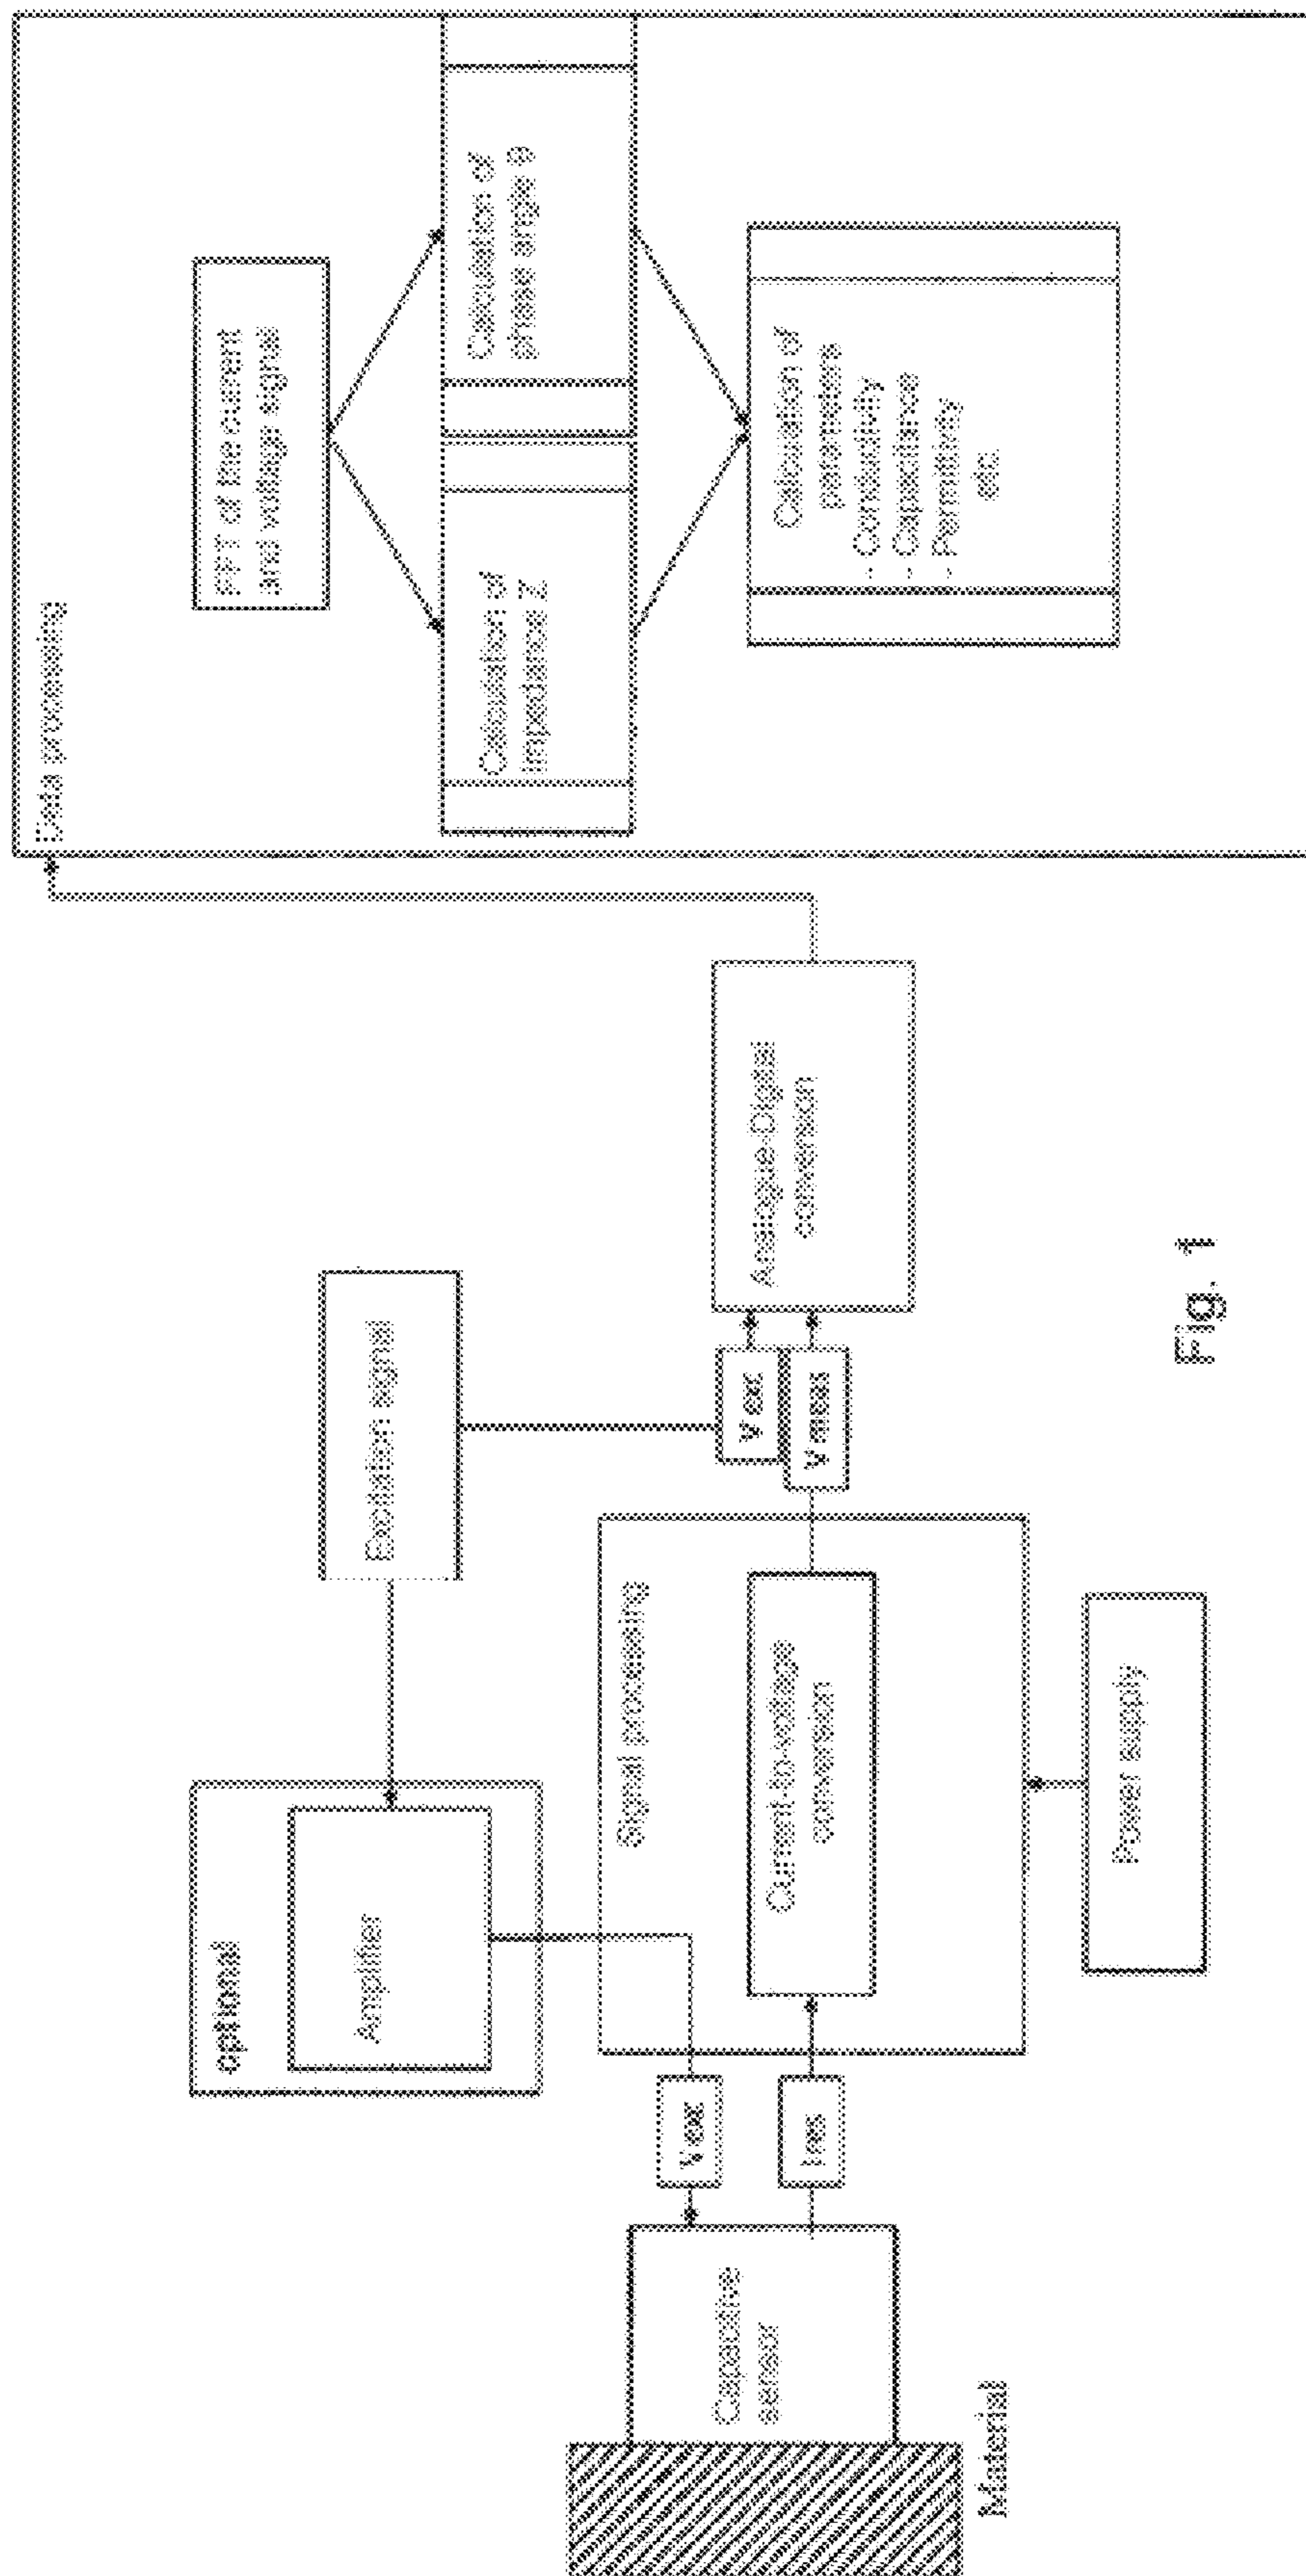 Data processing
FFT of the current
and voltage signal
Calculation of
impedance Z
Calculation of
phase angle θ
Calculation of
parameters
- Conductivity
- Capacitance
- Permittivity
etc.
Excitation signal
optional
Amplifier
Signal processing
Current-to-voltage
conversion
V exc
V meas
Analogue-Digital
conversion
Power supply
V exc
Capacitive
sensor
Material
Fig. 1